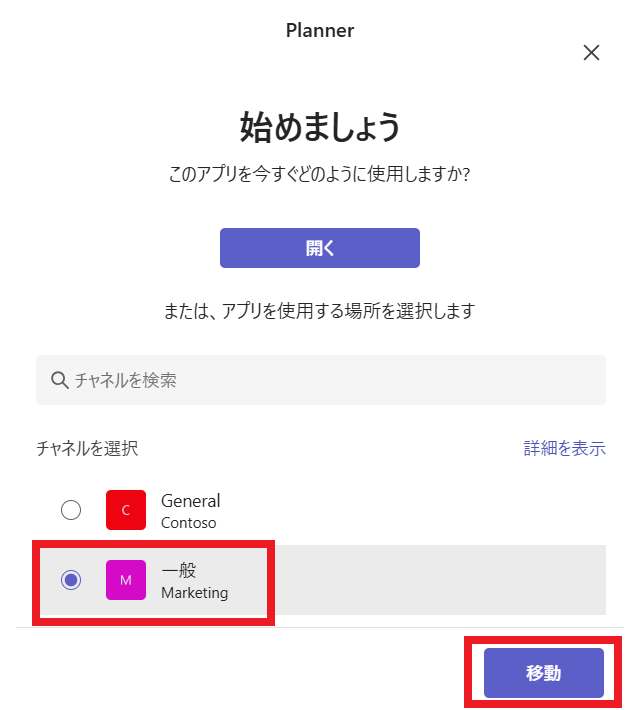 Planner
始めましょう
このアプリを今すぐどのように使用しますか?
開く
または、アプリを使用する場所を選択します
チャネルを検索
チャネルを選択
詳細を表示
C
General
Contoso
M
一般
Marketing
移動